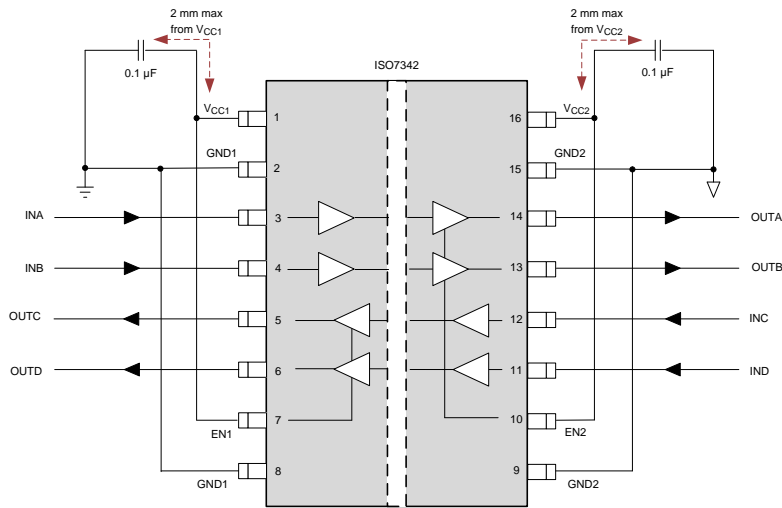 2 mm max
from VCC1
2 mm max
from VCC2
0.1 µF
0.1 µF
ISO7342
VCC1
1
16
VCC2
GND1
2
15
GND2
INA
3
14
OUTA
INB
4
13
OUTB
OUTC
5
12
INC
OUTD
6
11
IND
7
10
EN1
EN2
8
9
GND1
GND2